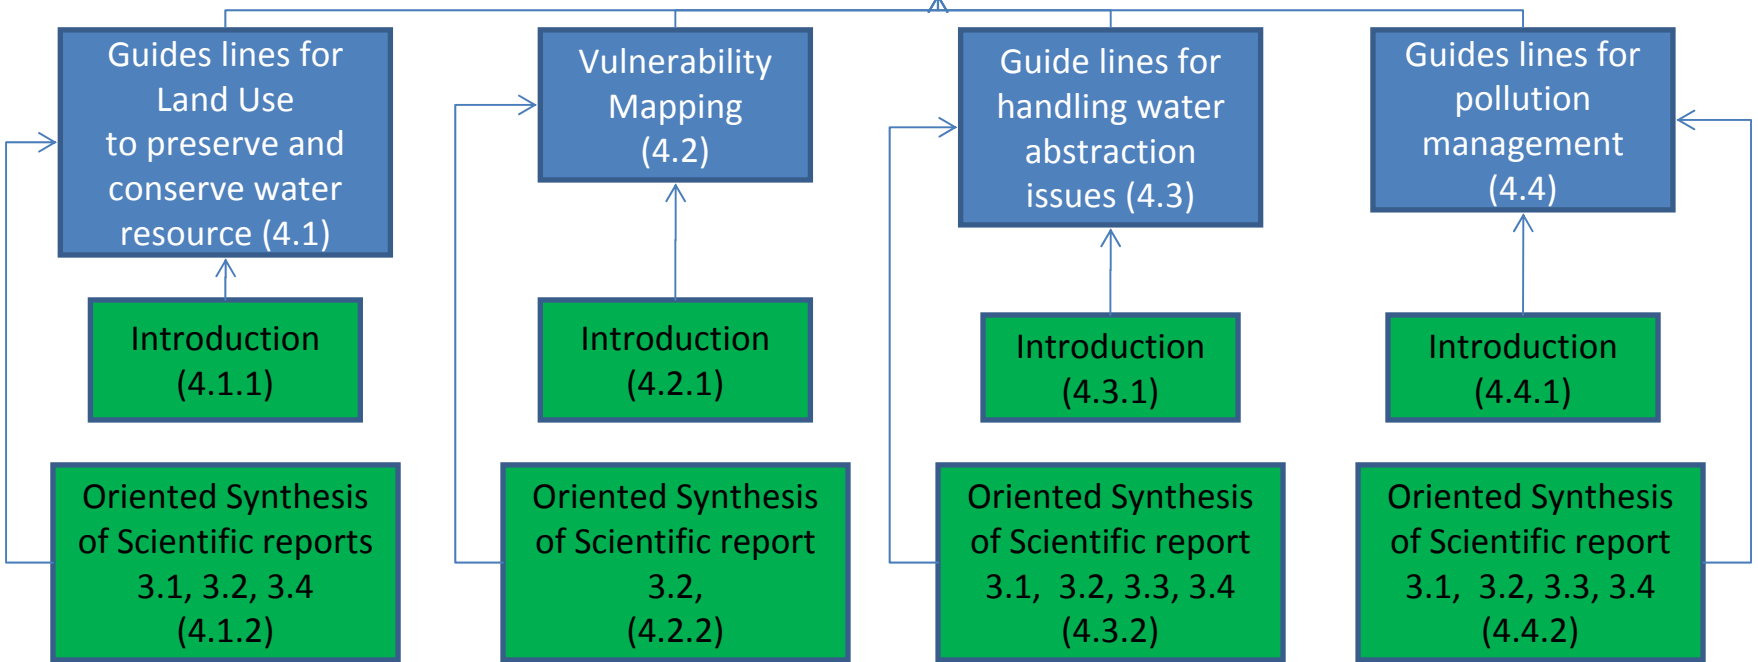 Guides lines for
Land Use
to preserve and
conserve water
resource (4.1)
Vulnerability
Mapping
(4.2)
Guide lines for
handling water
abstraction
issues (4.3)
Guides lines for
pollution
management
(4.4)
Introduction
(4.1.1)
Introduction
(4.2.1)
Introduction
(4.3.1)
Introduction
(4.4.1)
Oriented Synthesis
of Scientific reports
3.1, 3.2, 3.4
(4.1.2)
Oriented Synthesis
of Scientific report
3.2,
(4.2.2)
Oriented Synthesis
of Scientific report
3.1,  3.2, 3.3, 3.4
(4.3.2)
Oriented Synthesis
of Scientific report
3.1,  3.2, 3.3, 3.4
(4.4.2)